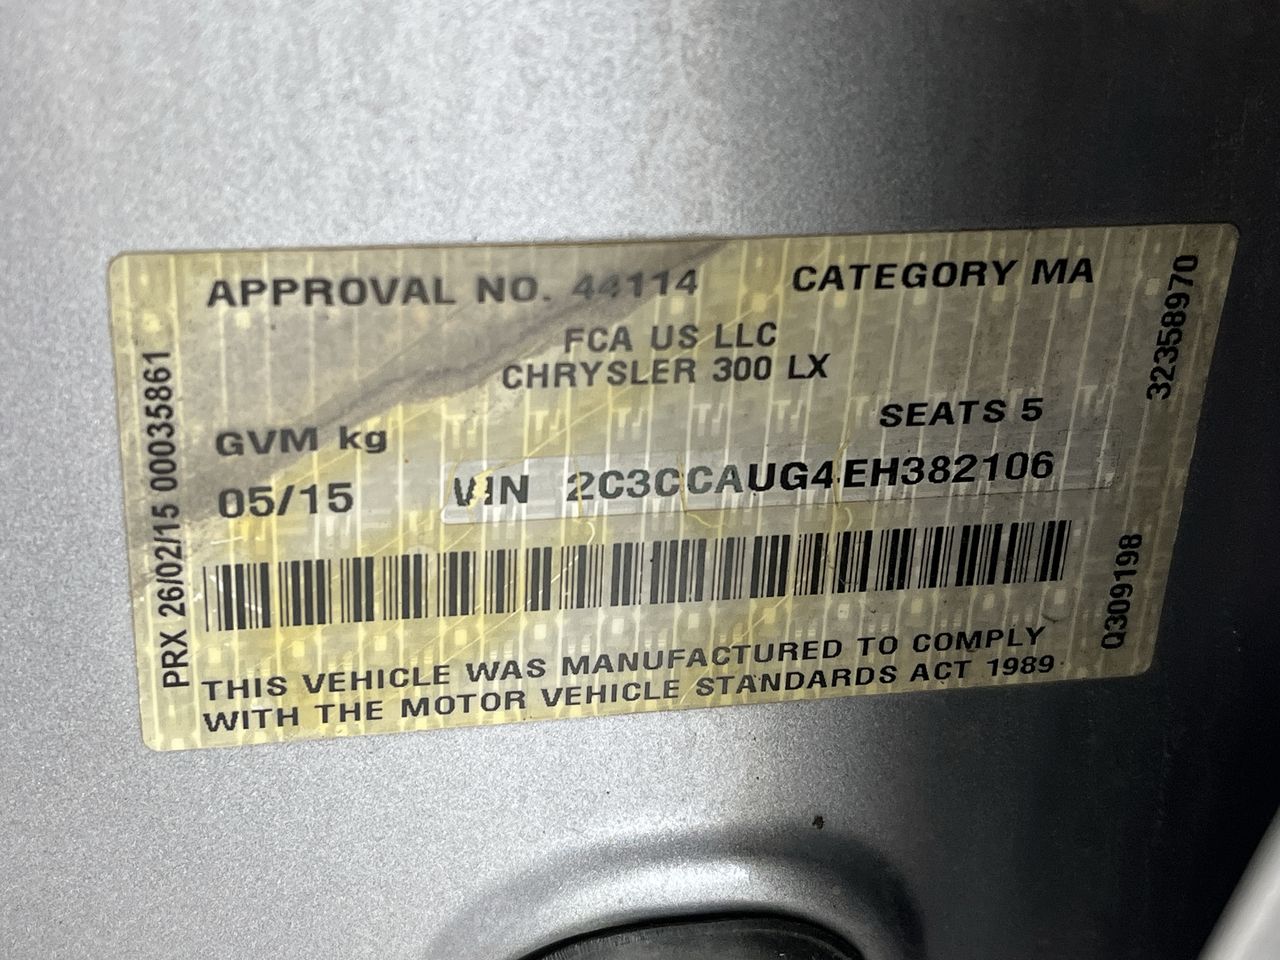 APPROVAL NO. 44114 CATEGORY MA
FCA US LLC
CHRYSLER 300 LX
GVM kg SEATS 5
05/15 VIN 2C3CCAUG4EH382106
THIS VEHICLE WAS MANUFACTURED TO COMPLY
WITH THE MOTOR VEHICLE STANDARDS ACT 1989
PRX 26/02/15 00035861
32358970
Q309198